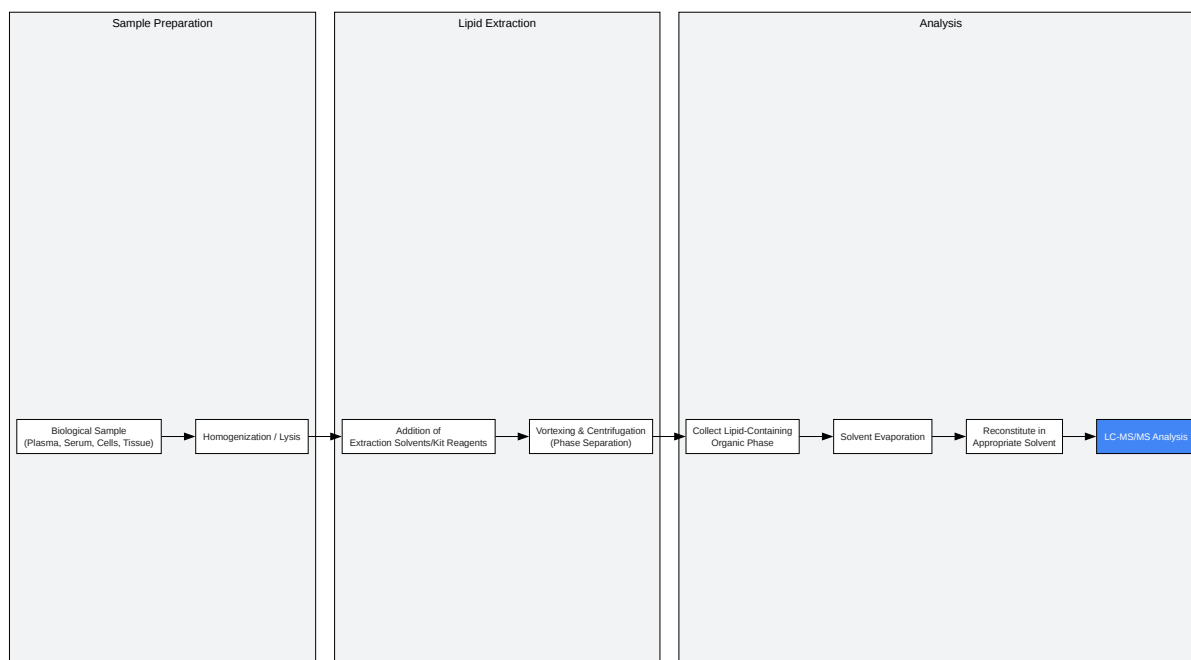 Sample Preparation
Lipid Extraction
Analysis
Biological Sample
(Plasma, Serum, Cells, Tissue)
Homogenization / Lysis
Addition of
Extraction Solvents/Kit Reagents
Vortexing & Centrifugation
(Phase Separation)
Collect Lipid-Containing
Organic Phase
Solvent Evaporation
Reconstitute in
Appropriate Solvent
LC-MS/MS Analysis